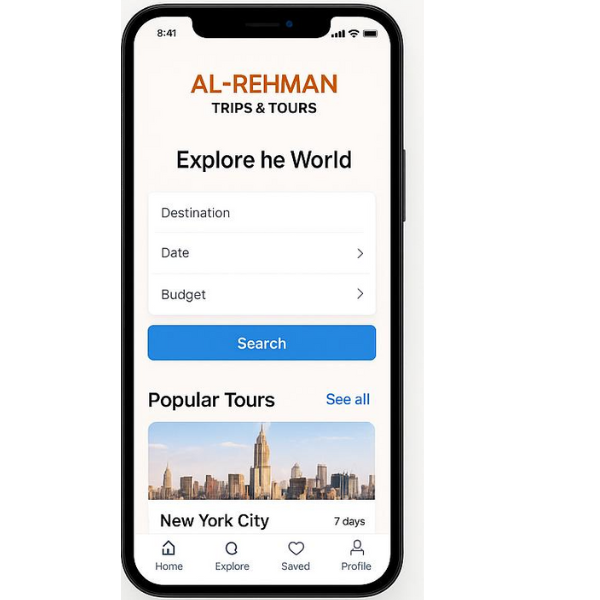 8:41
AL-REHMAN
TRIPS & TOURS
Explore he World
Destination
Date
Budget
Search
Popular Tours See all
New York City 7 days
Home Explore Saved Profile